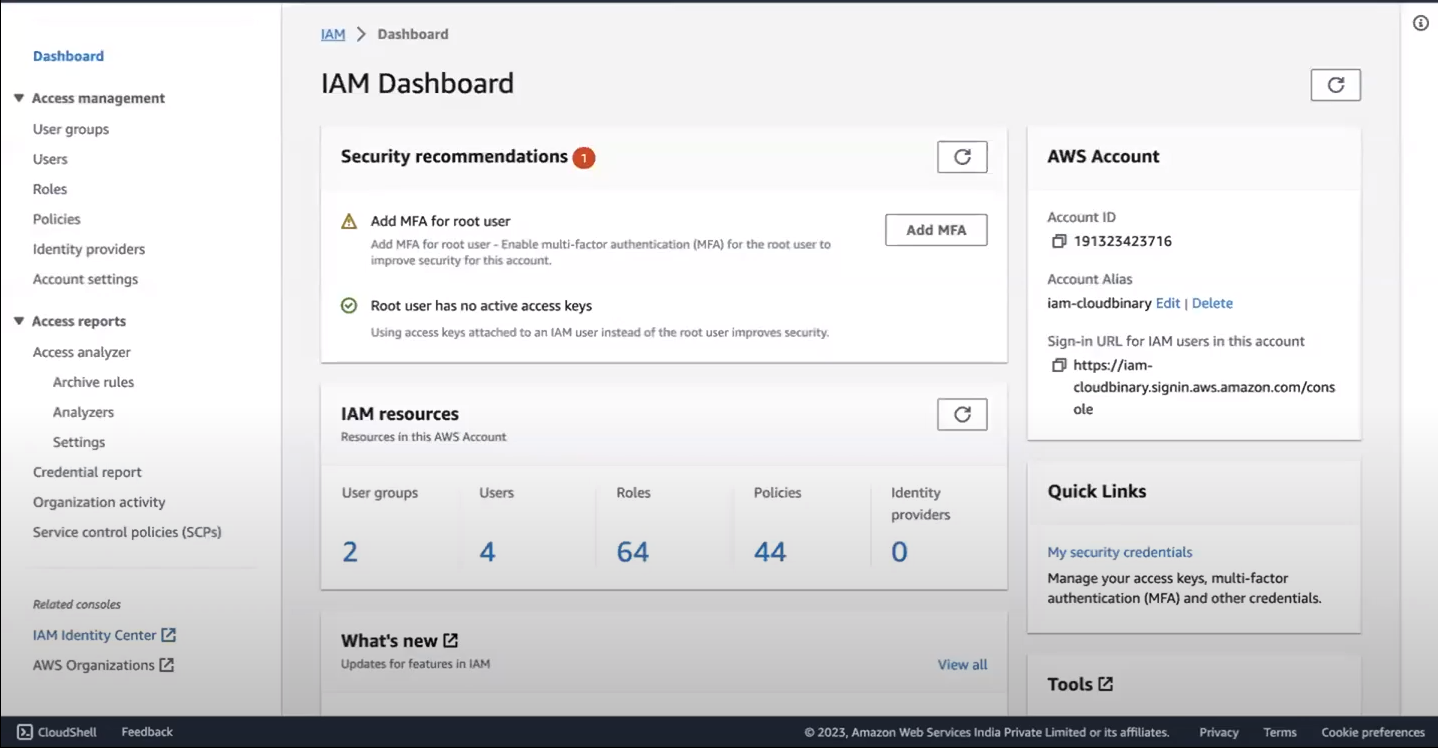 Dashboard
Access management
User groups
Users
Roles
Policies
Identity providers
Account settings
Access reports
Access analyzer
Archive rules
Analyzers
Settings
Credential report
Organization activity
Service control policies (SCPs)
Related consoles
IAM Identity Center
AWS Organizations
IAM > Dashboard
IAM Dashboard
Security recommendations 1
Add MFA for root user
Add MFA for root user - Enable multi-factor authentication (MFA) for the root user to
improve security for this account.
Add MFA
Root user has no active access keys
Using access keys attached to an IAM user instead of the root user improves security.
IAM resources
Resources in this AWS Account
User groups
2
Users
4
Roles
64
Policies
44
Identity
providers
0
What's new
Updates for features in IAM
View all
AWS Account
Account ID
191323423716
Account Alias
iam-cloudbinary Edit | Delete
Sign-in URL for IAM users in this account
https://iam-
cloudbinary.signin.aws.amazon.com/cons
ole
Quick Links
My security credentials
Manage your access keys, multi-factor
authentication (MFA) and other credentials.
Tools
CloudShell Feedback © 2023, Amazon Web Services India Private Limited or its affiliates. Privacy Terms Cookie preferences